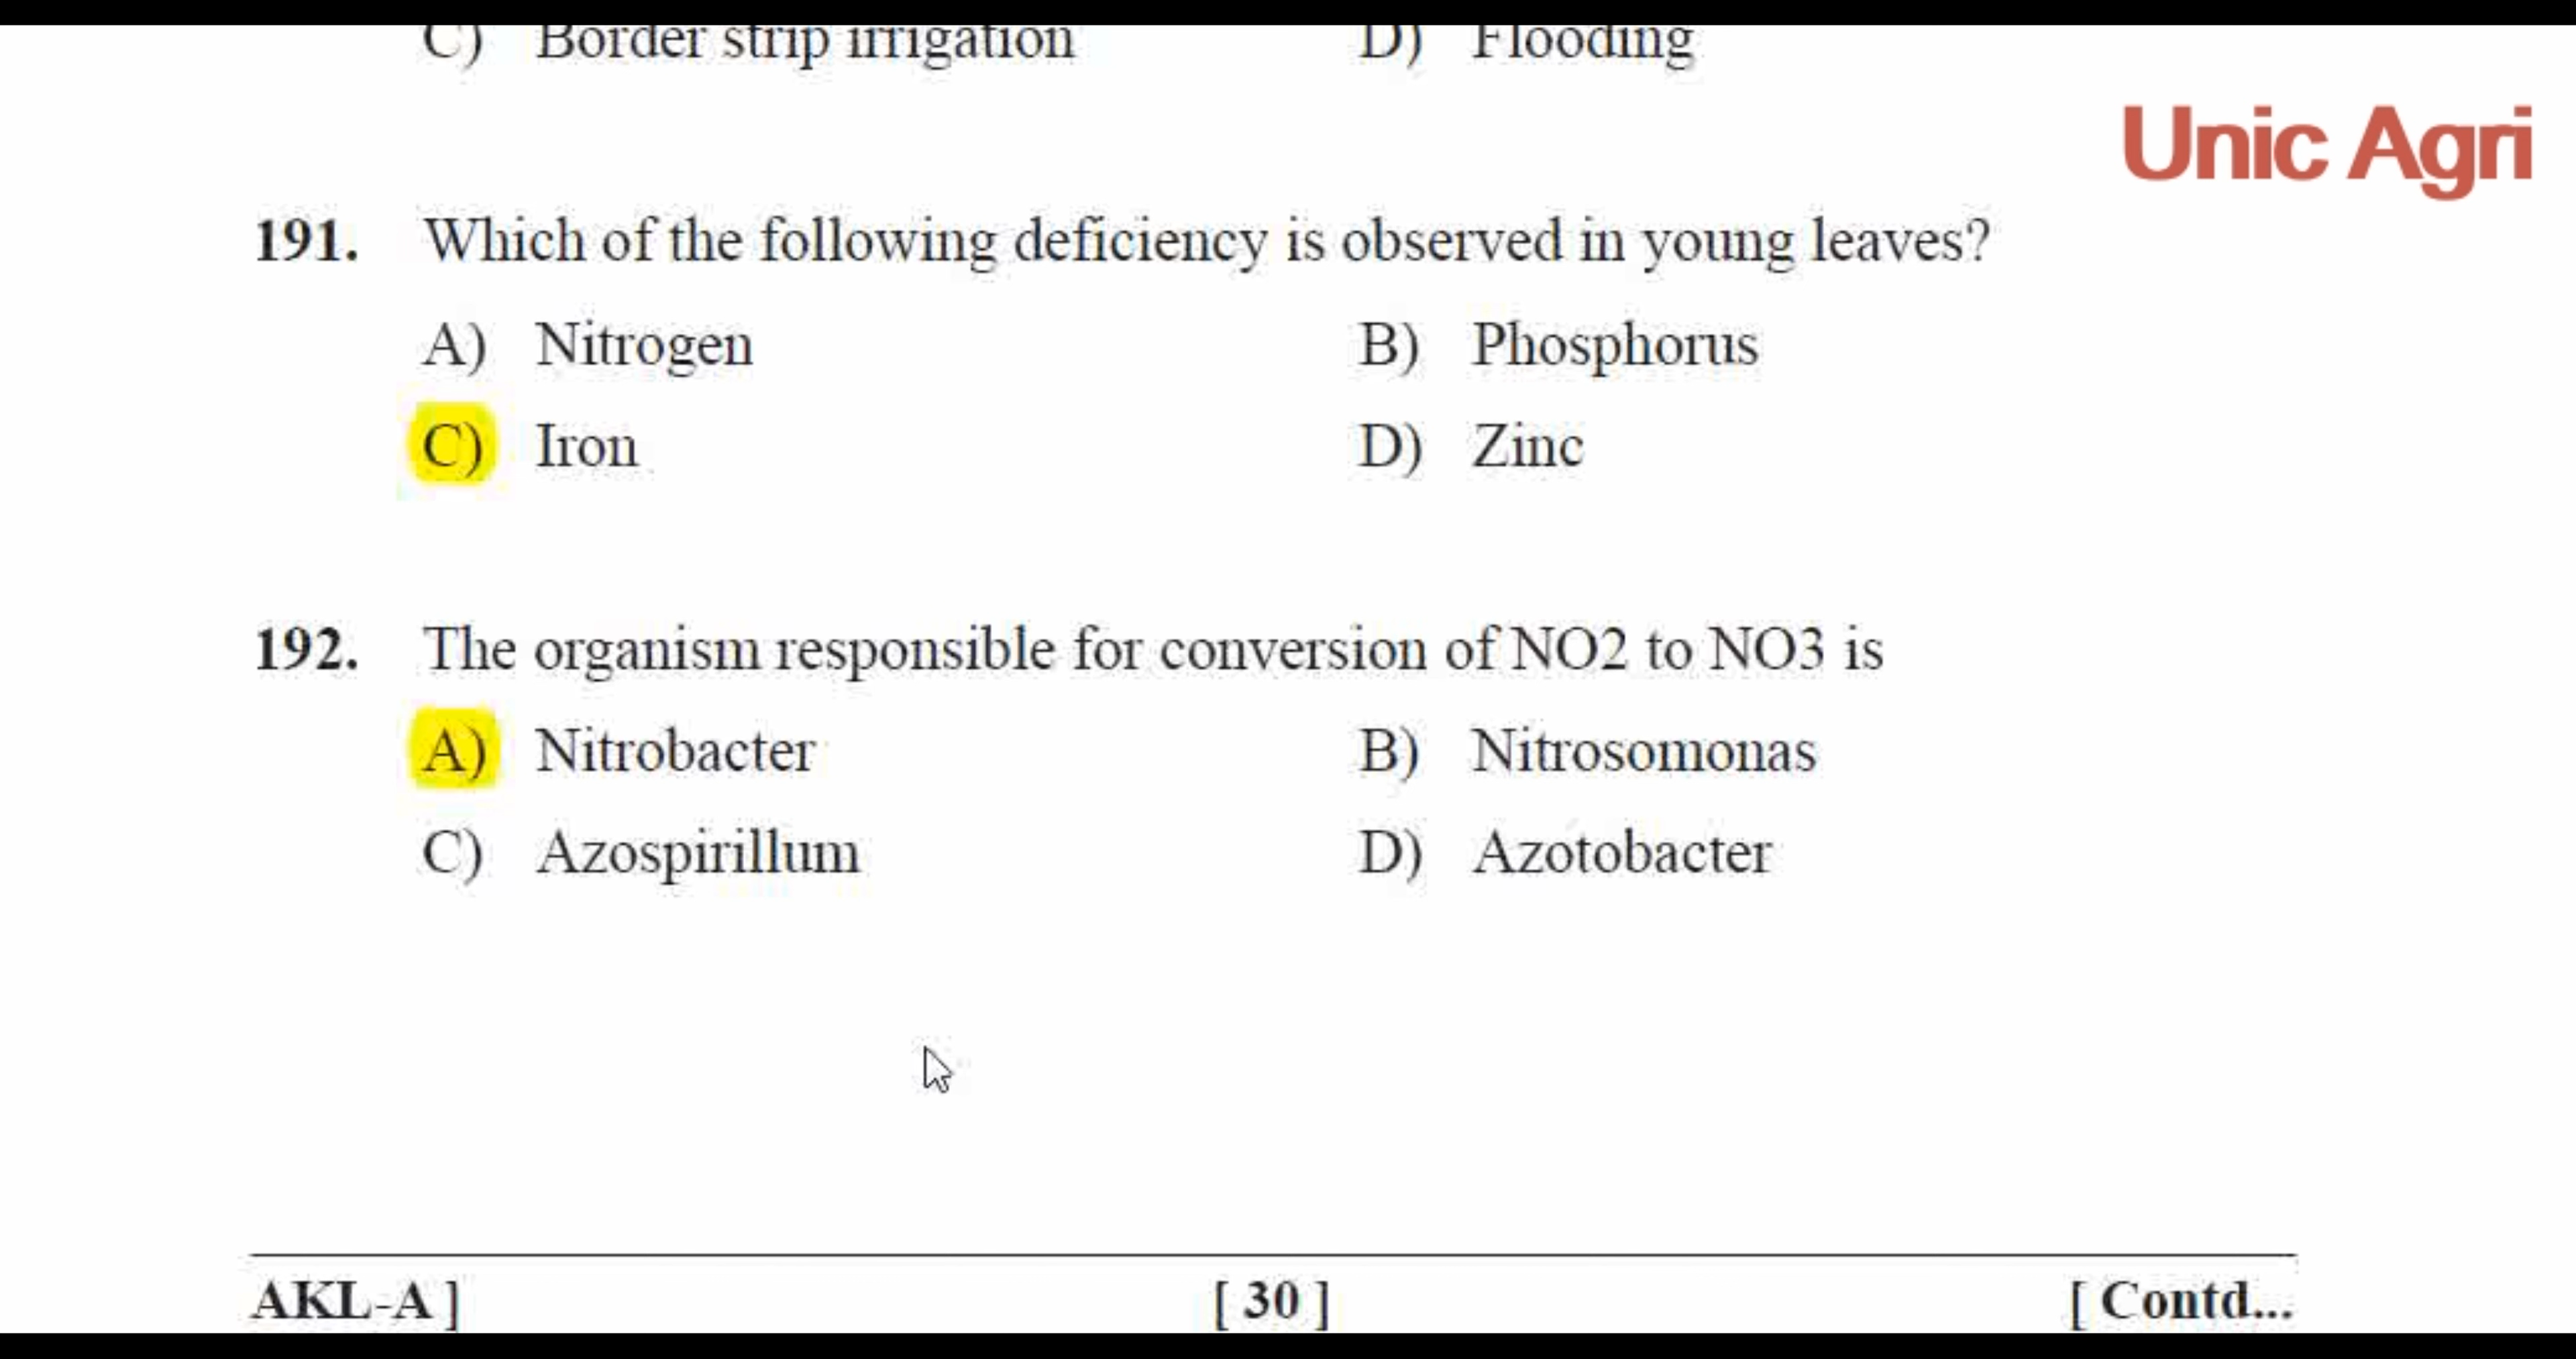 C) Border strip irrigation D) Flooding
Unic Agri
191. Which of the following deficiency is observed in young leaves?
A) Nitrogen B) Phosphorus
C) Iron D) Zinc
192. The organism responsible for conversion of NO2 to NO3 is
A) Nitrobacter B) Nitrosomonas
C) Azospirillum D) Azotobacter
AKL-A ] [ 30 ] [ Contd...